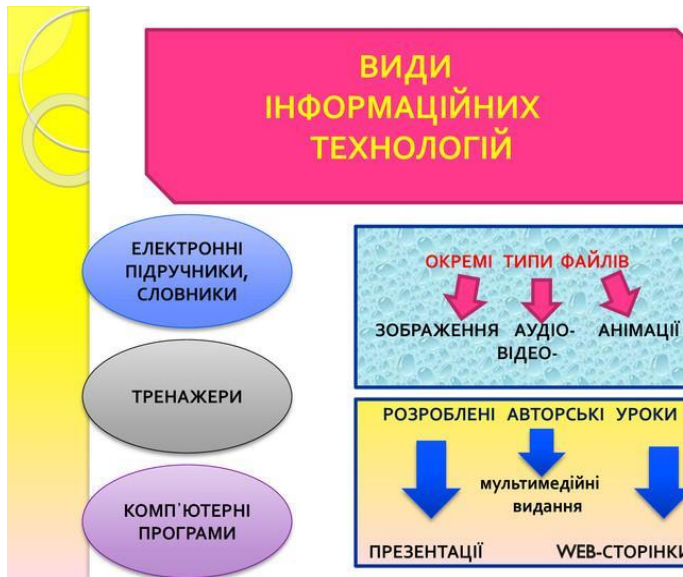 ВИДИ
ІНФОРМАЦІЙНИХ
ТЕХНОЛОГІЙ
ЕЛЕКТРОННІ
ПІДРУЧНИКИ,
СЛОВНИКИ
ТРЕНАЖЕРИ
КОМП'ЮТЕРНІ
ПРОГРАМИ
ОКРЕМІ ТИПИ ФАЙЛІВ
ЗОБРАЖЕННЯ АУДІО- АНІМАЦІЇ
ВІДЕО-
РОЗРОБЛЕНІ АВТОРСЬКІ УРОКИ
мультимедійні
видання
ПРЕЗЕНТАЦІЇ WEB-СТОРІНКИ